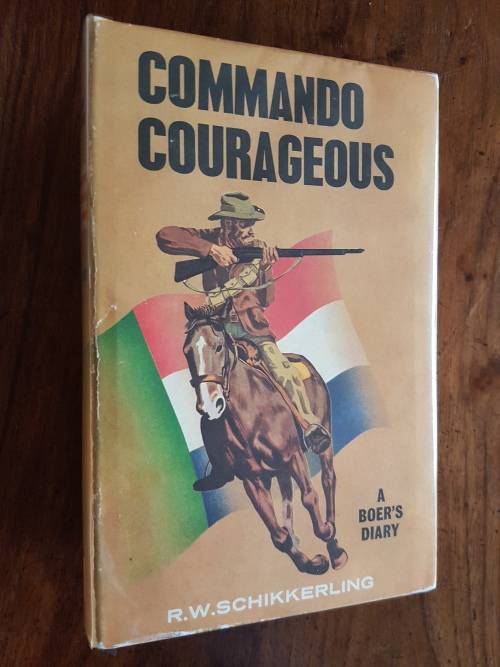 COMMANDO
COURAGEOUS
A
BOER'S
DIARY
R.W.SCHIKKERLING